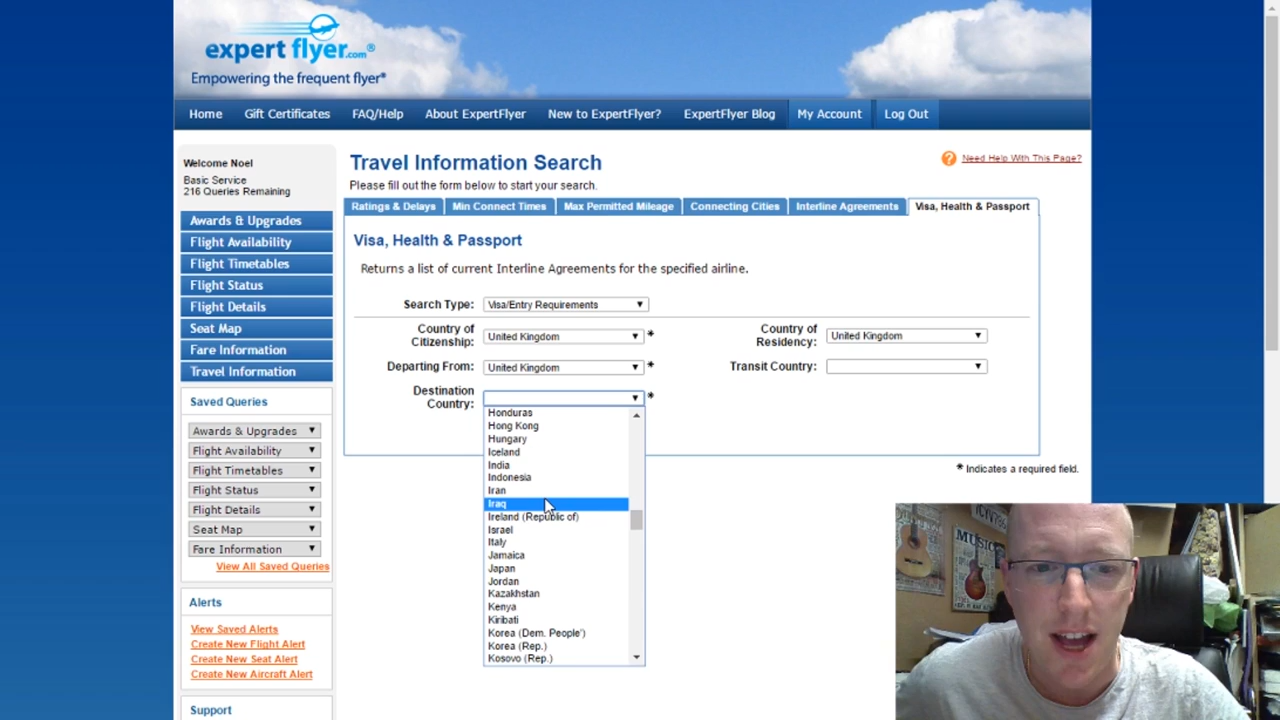 expertflyer.com®
Empowering the frequent flyer®
Home Gift Certificates FAQ/Help About ExpertFlyer New to ExpertFlyer? ExpertFlyer Blog My Account Log Out
Welcome Noel
Basic Service
216 Queries Remaining
Awards & Upgrades
Flight Availability
Flight Timetables
Flight Status
Flight Details
Seat Map
Fare Information
Travel Information
Saved Queries
Awards & Upgrades
Flight Availability
Flight Timetables
Flight Status
Flight Details
Seat Map
Fare Information
View All Saved Queries
Alerts
View Saved Alerts
Create New Flight Alert
Create New Seat Alert
Create New Aircraft Alert
Support
Travel Information Search
? Need Help With This Page?
Please fill out the form below to start your search.
Ratings & Delays Min Connect Times Max Permitted Mileage Connecting Cities Interline Agreements Visa, Health & Passport
Visa, Health & Passport
Returns a list of current Interline Agreements for the specified airline.
Search Type: Visa/Entry Requirements
Country of Citizenship: United Kingdom *
Country of Residency: United Kingdom
Departing From: United Kingdom *
Transit Country:
Destination Country: *
Honduras
Hong Kong
Hungary
Iceland
India
Indonesia
Iran
Iraq
Ireland (Republic of)
Israel
Italy
Jamaica
Japan
Jordan
Kazakhstan
Kenya
Kiribati
Korea (Dem. People')
Korea (Rep.)
Kosovo (Rep.)
* Indicates a required field.
MUSIC